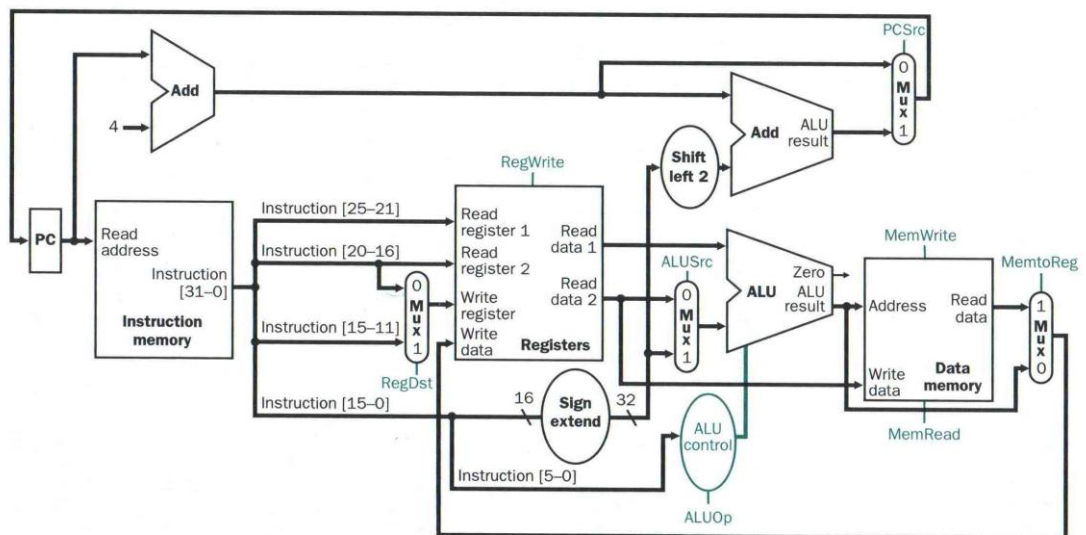 PCSrc
0
Mux
1
Add
4
Add
ALU
result
Shift
left 2
RegWrite
PC
Read
address
Instruction
[31–0]
Instruction
memory
Instruction [25–21]
Instruction [20–16]
Instruction [15–11]
Instruction [15–0]
Instruction [5–0]
0
Mux
1
RegDst
Read
register 1
Read
register 2
Write
register
Write
data
Read
data 1
Read
data 2
Registers
16
Sign
extend
32
ALUSrc
0
Mux
1
Zero
ALU
ALU
result
ALU
control
ALUOp
MemWrite
Address
Read
data
Write
data
Data
memory
MemRead
MemtoReg
1
Mux
0